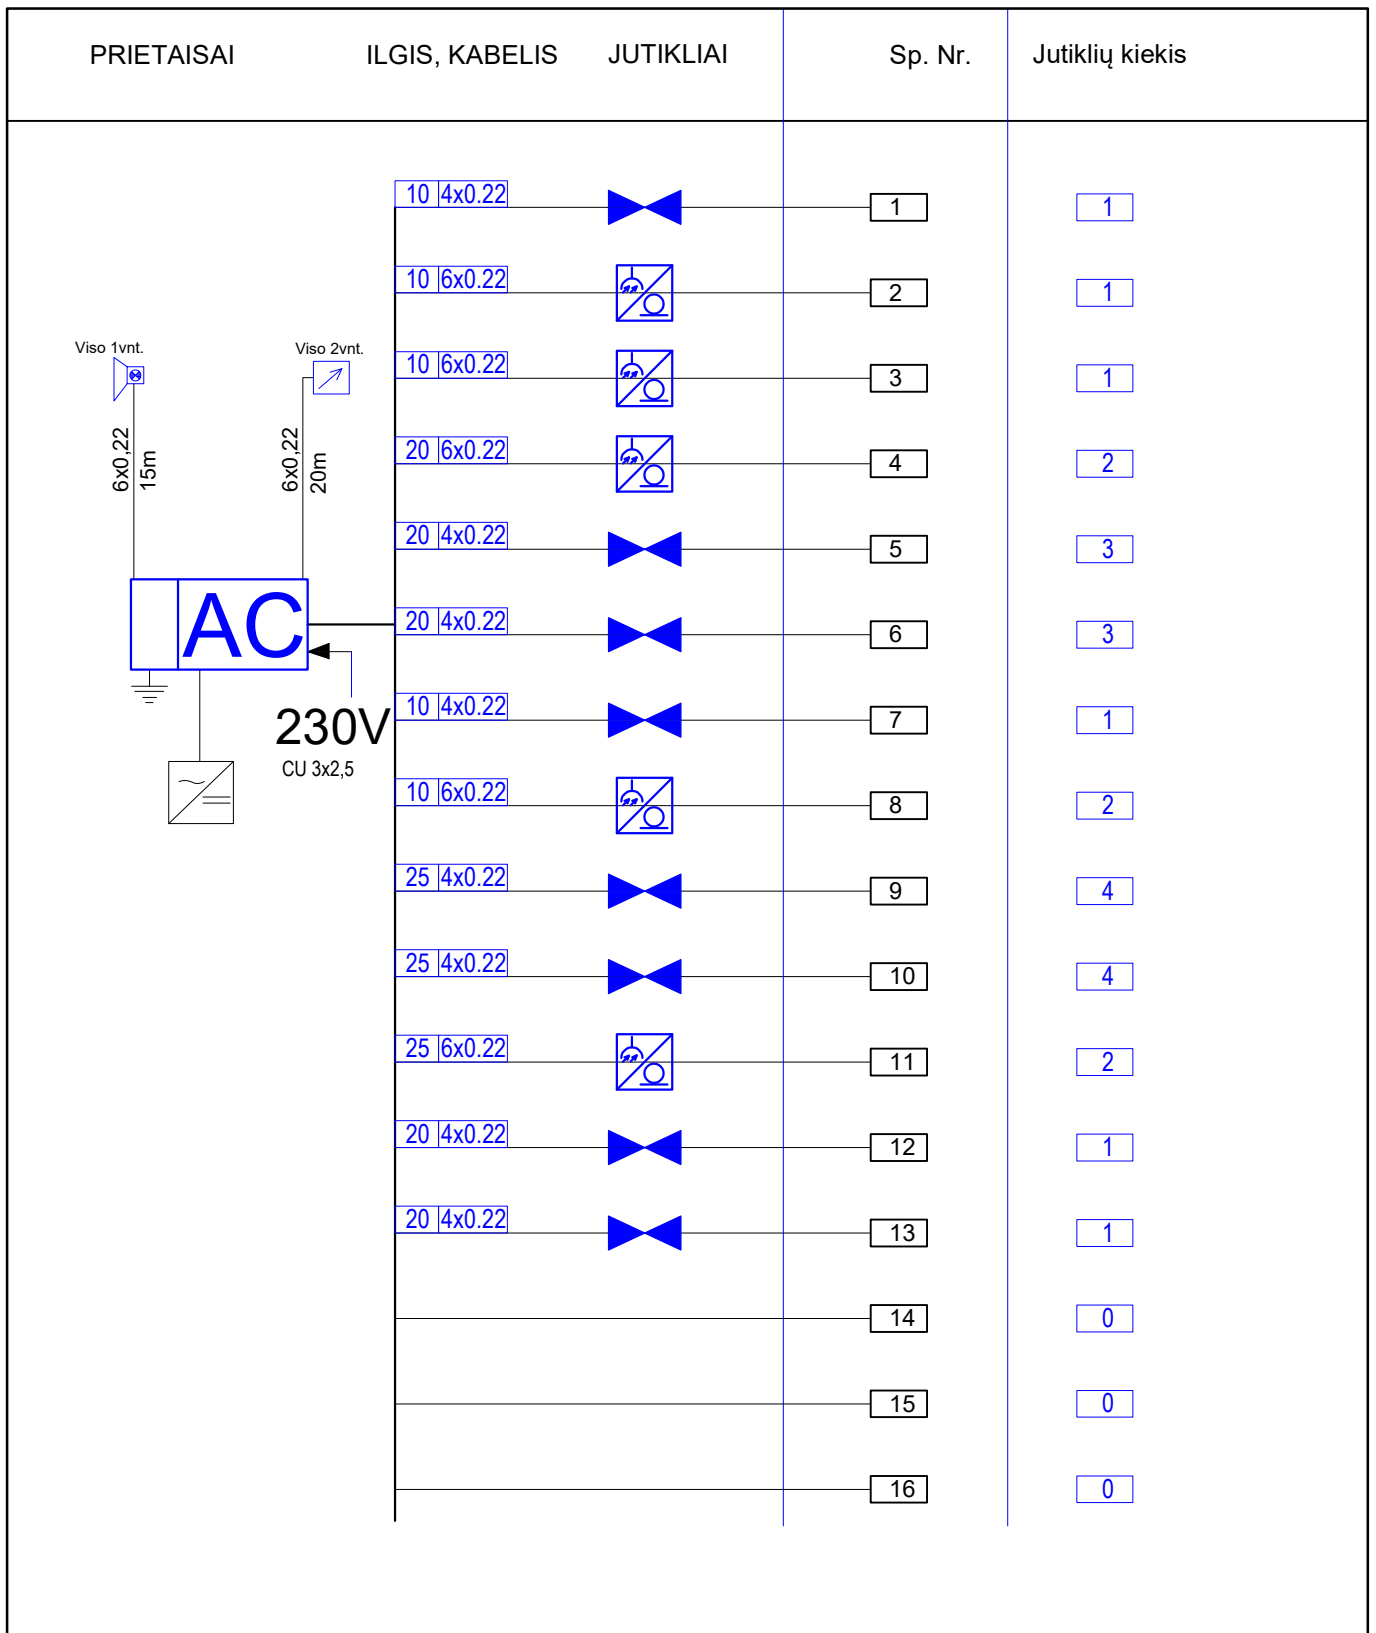 PRIETAISAI ILGIS, KABELIS JUTIKLIAI Sp. Nr. Jutiklių kiekis
10 4x0.22 1 1
10 6x0.22 2 1
Viso 1vnt. Viso 2vnt.
10 6x0.22 3 1
6x0,22
15m
6x0,22
20m
20 6x0.22 4 2
20 4x0.22 5 3
AC
20 4x0.22 6 3
230V
CU 3x2,5
10 4x0.22 7 1
10 6x0.22 8 2
25 4x0.22 9 4
25 4x0.22 10 4
25 6x0.22 11 2
20 4x0.22 12 1
20 4x0.22 13 1
14 0
15 0
16 0